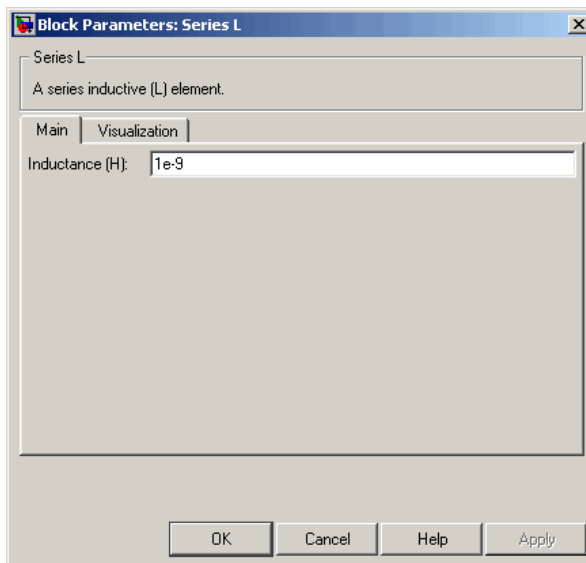 Block Parameters: Series L
Series L
A series inductive (L) element.
Main Visualization
Inductance (H): 1e-9
OK Cancel Help Apply